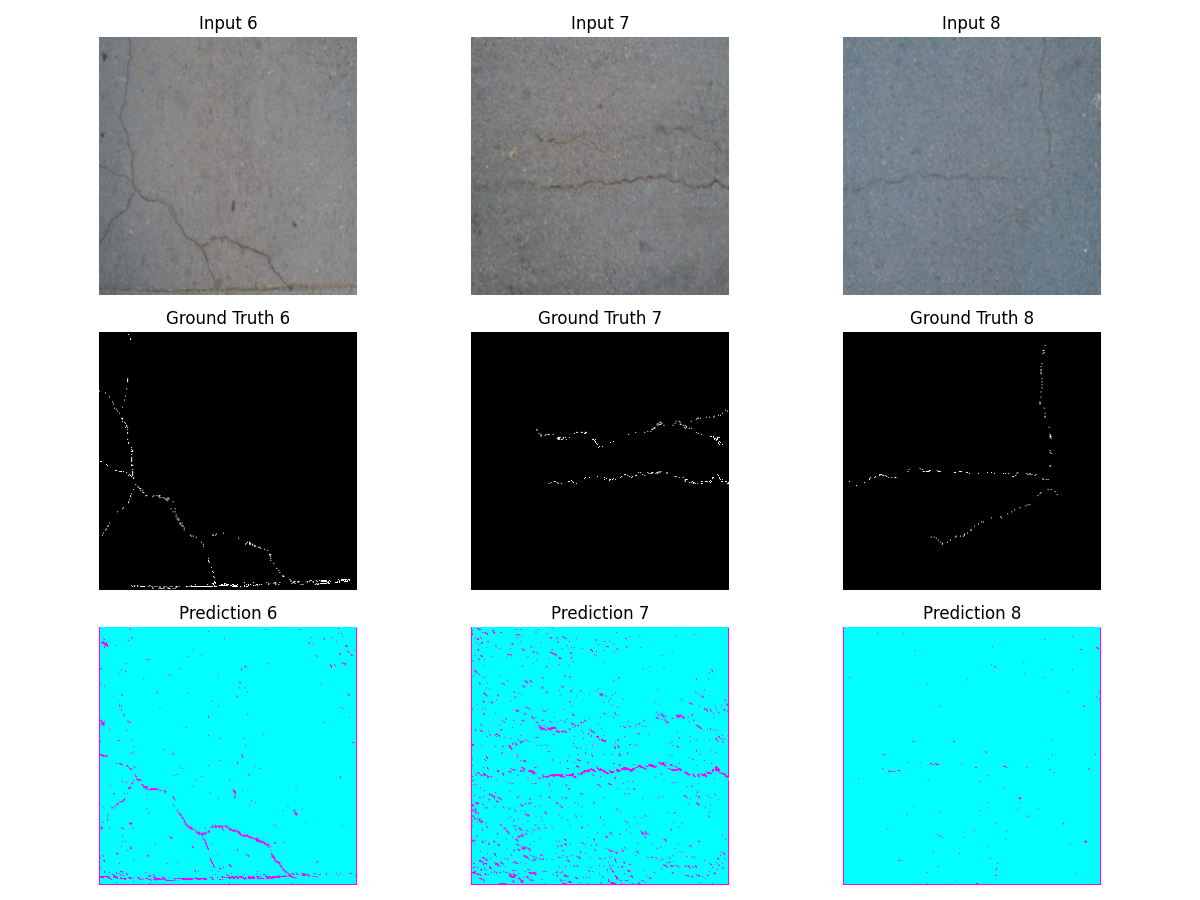 Input 6
Input 7
Input 8
Ground Truth 6
Ground Truth 7
Ground Truth 8
Prediction 6
Prediction 7
Prediction 8